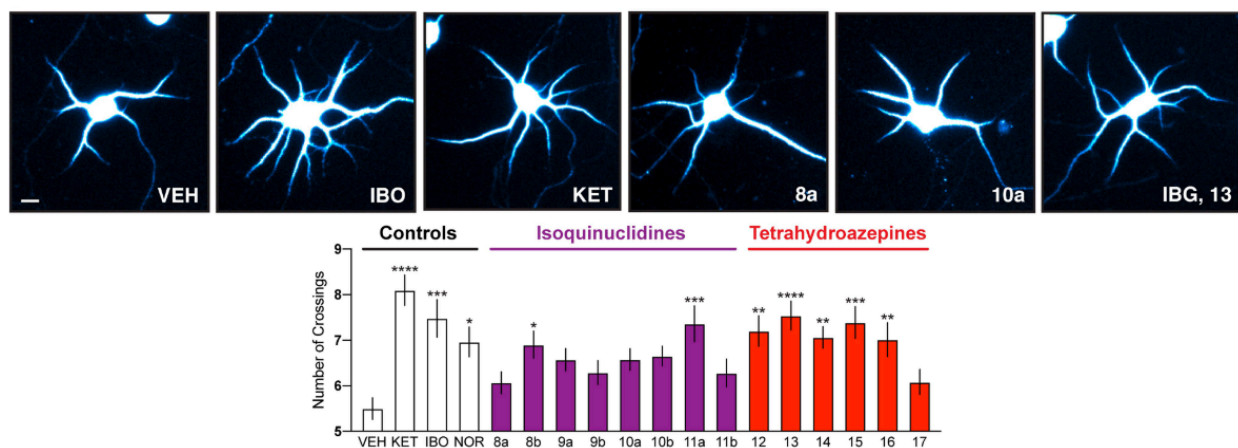 VEH
IBO
KET
8a
10a
IBG, 13
Controls
Isoquinuclidines
Tetrahydroazepines
Number of Crossings
9
8
7
6
5
****
***
*
*
***
**
****
**
***
**
VEH KET IBO NOR 8a 8b 9a 9b 10a 10b 11a 11b 12 13 14 15 16 17